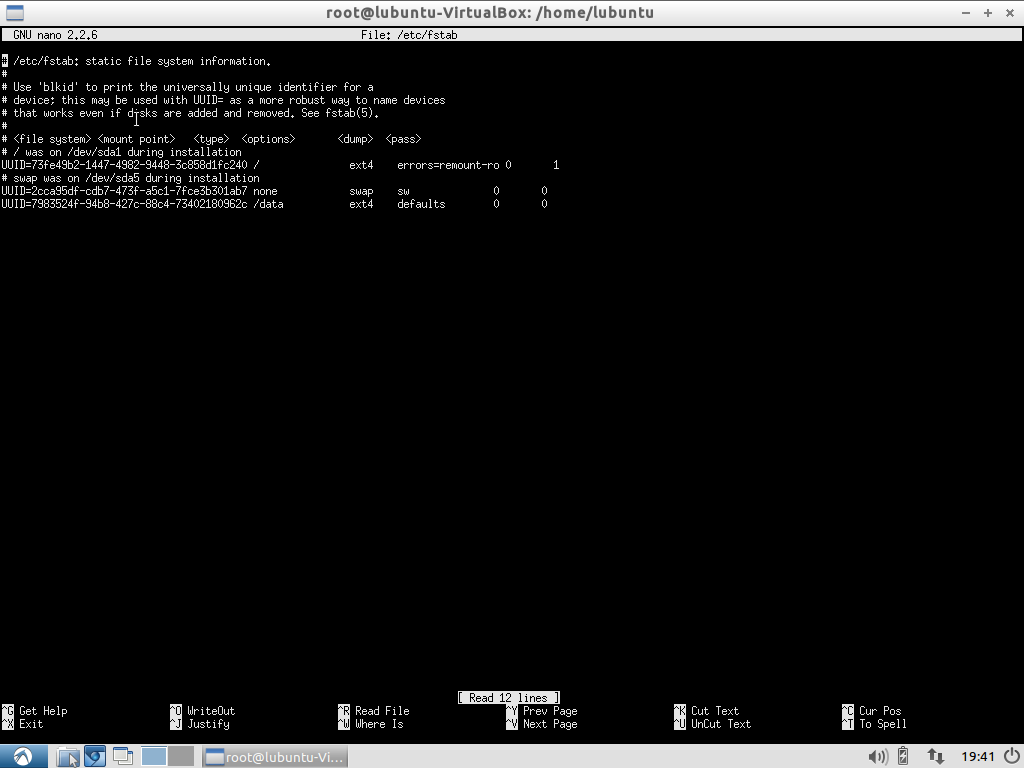 root@lubuntu-VirtualBox: /home/lubuntu
GNU nano 2.2.6 File: /etc/fstab
# /etc/fstab: static file system information.
#
# Use 'blkid' to print the universally unique identifier for a
# device; this may be used with UUID= as a more robust way to name devices
# that works even if disks are added and removed. See fstab(5).
#
# <file system> <mount point> <type> <options> <dump> <pass>
# / was on /dev/sda1 during installation
UUID=73fe49b2-1447-4982-9448-3c858d1fc240 / ext4 errors=remount-ro 0 1
# swap was on /dev/sda5 during installation
UUID=2cca95df-cdb7-473f-a5c1-7fce3b301ab7 none swap sw 0 0
UUID=7983524f-94b8-427c-88c4-73402180962c /data ext4 defaults 0 0
[ Read 12 lines ]
^G Get Help ^O WriteOut ^R Read File ^Y Prev Page ^K Cut Text ^C Cur Pos
^X Exit ^J Justify ^W Where Is ^V Next Page ^U UnCut Text ^T To Spell
root@lubuntu-Vi... 19:41